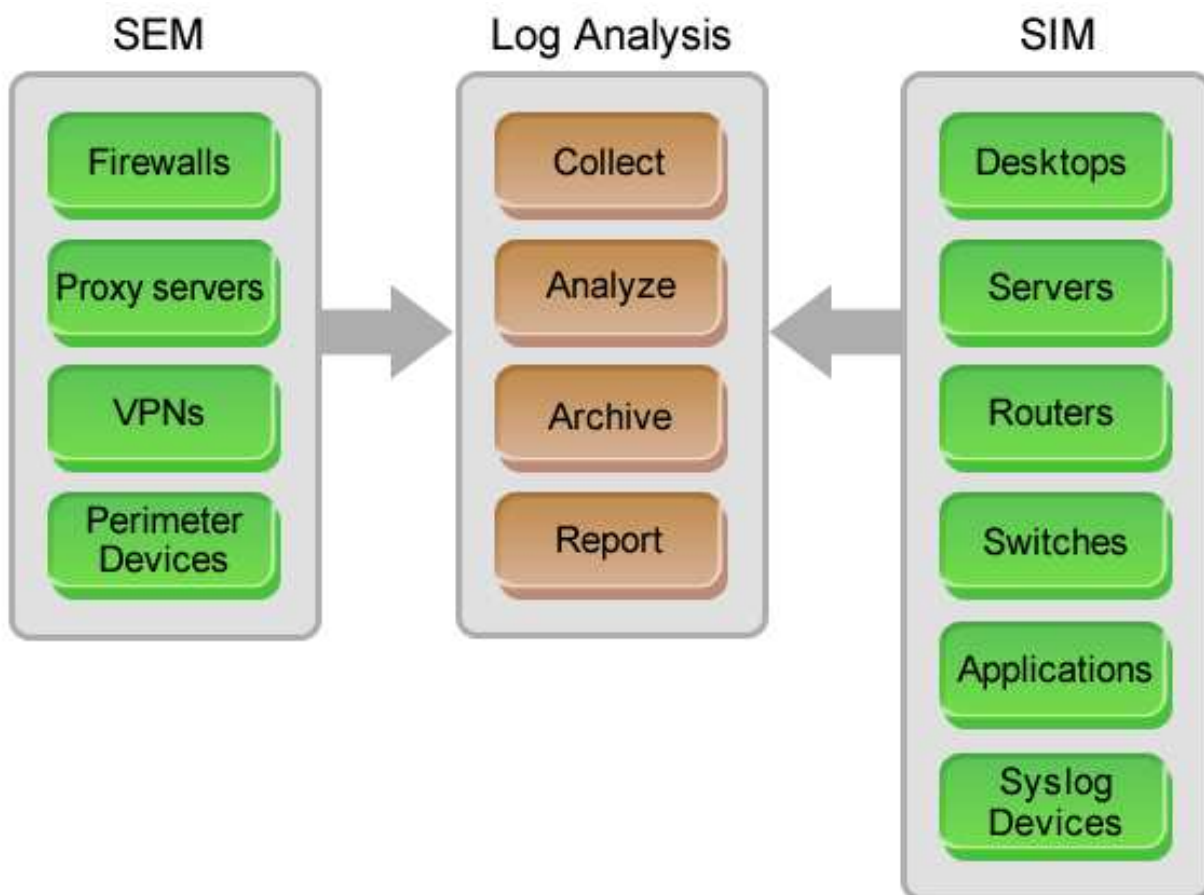 SEM
Firewalls
Proxy servers
VPNs
Perimeter
Devices
Log Analysis
Collect
Analyze
Archive
Report
SIM
Desktops
Servers
Routers
Switches
Applications
Syslog
Devices